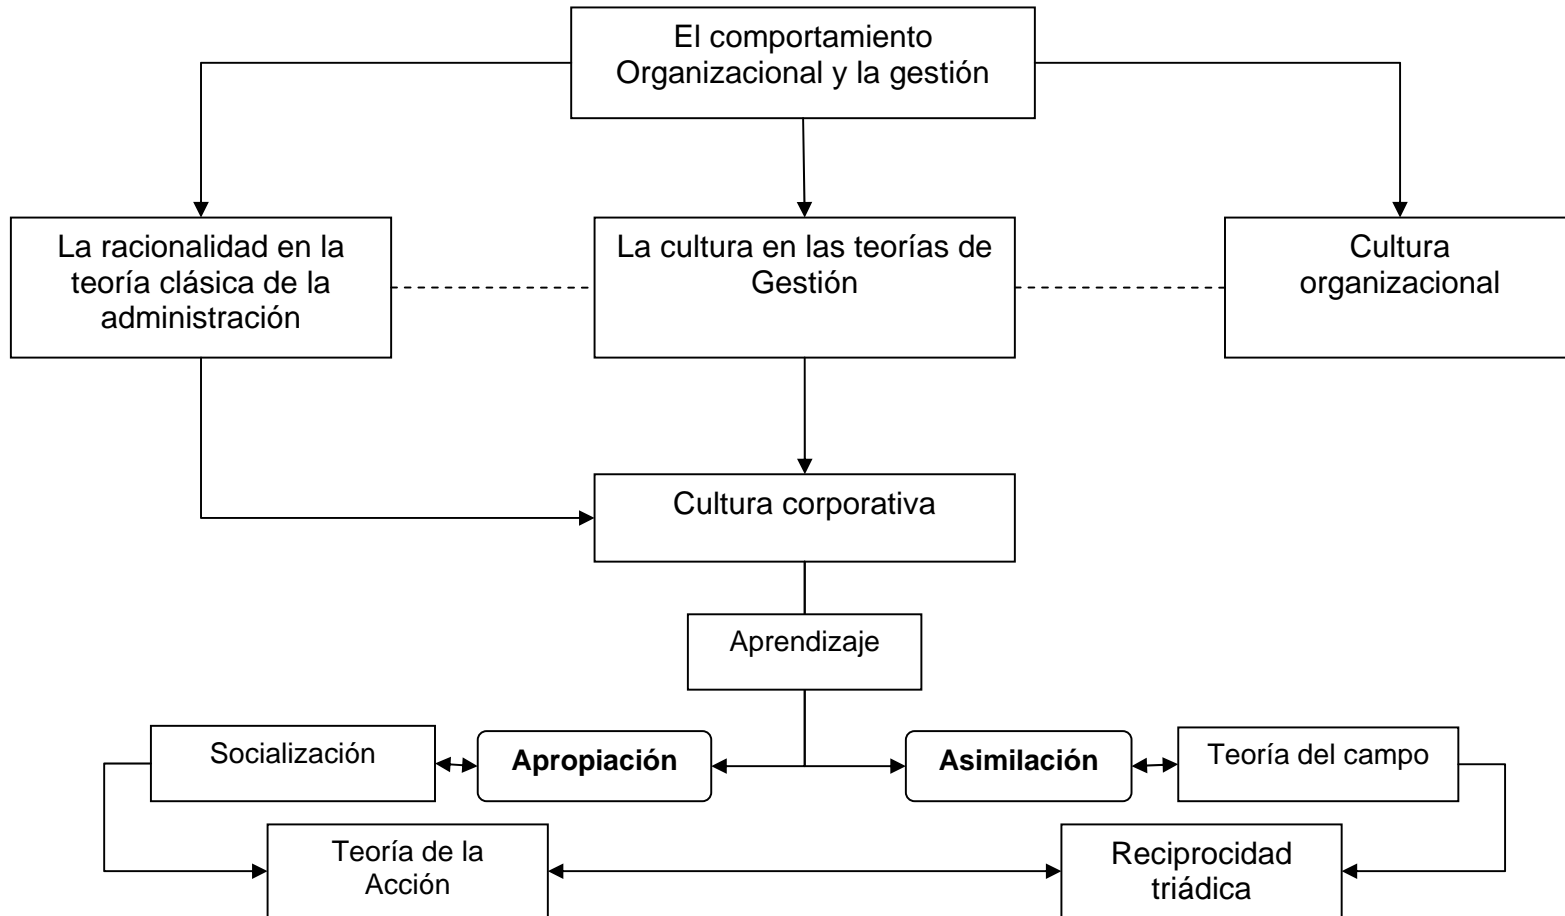 El comportamiento
Organizacional y la gestión
La racionalidad en la
teoría clásica de la
administración
La cultura en las teorías de
Gestión
Cultura
organizacional
Cultura corporativa
Aprendizaje
Socialización
Apropiación
Asimilación
Teoría del campo
Teoría de la
Acción
Reciprocidad
triádica